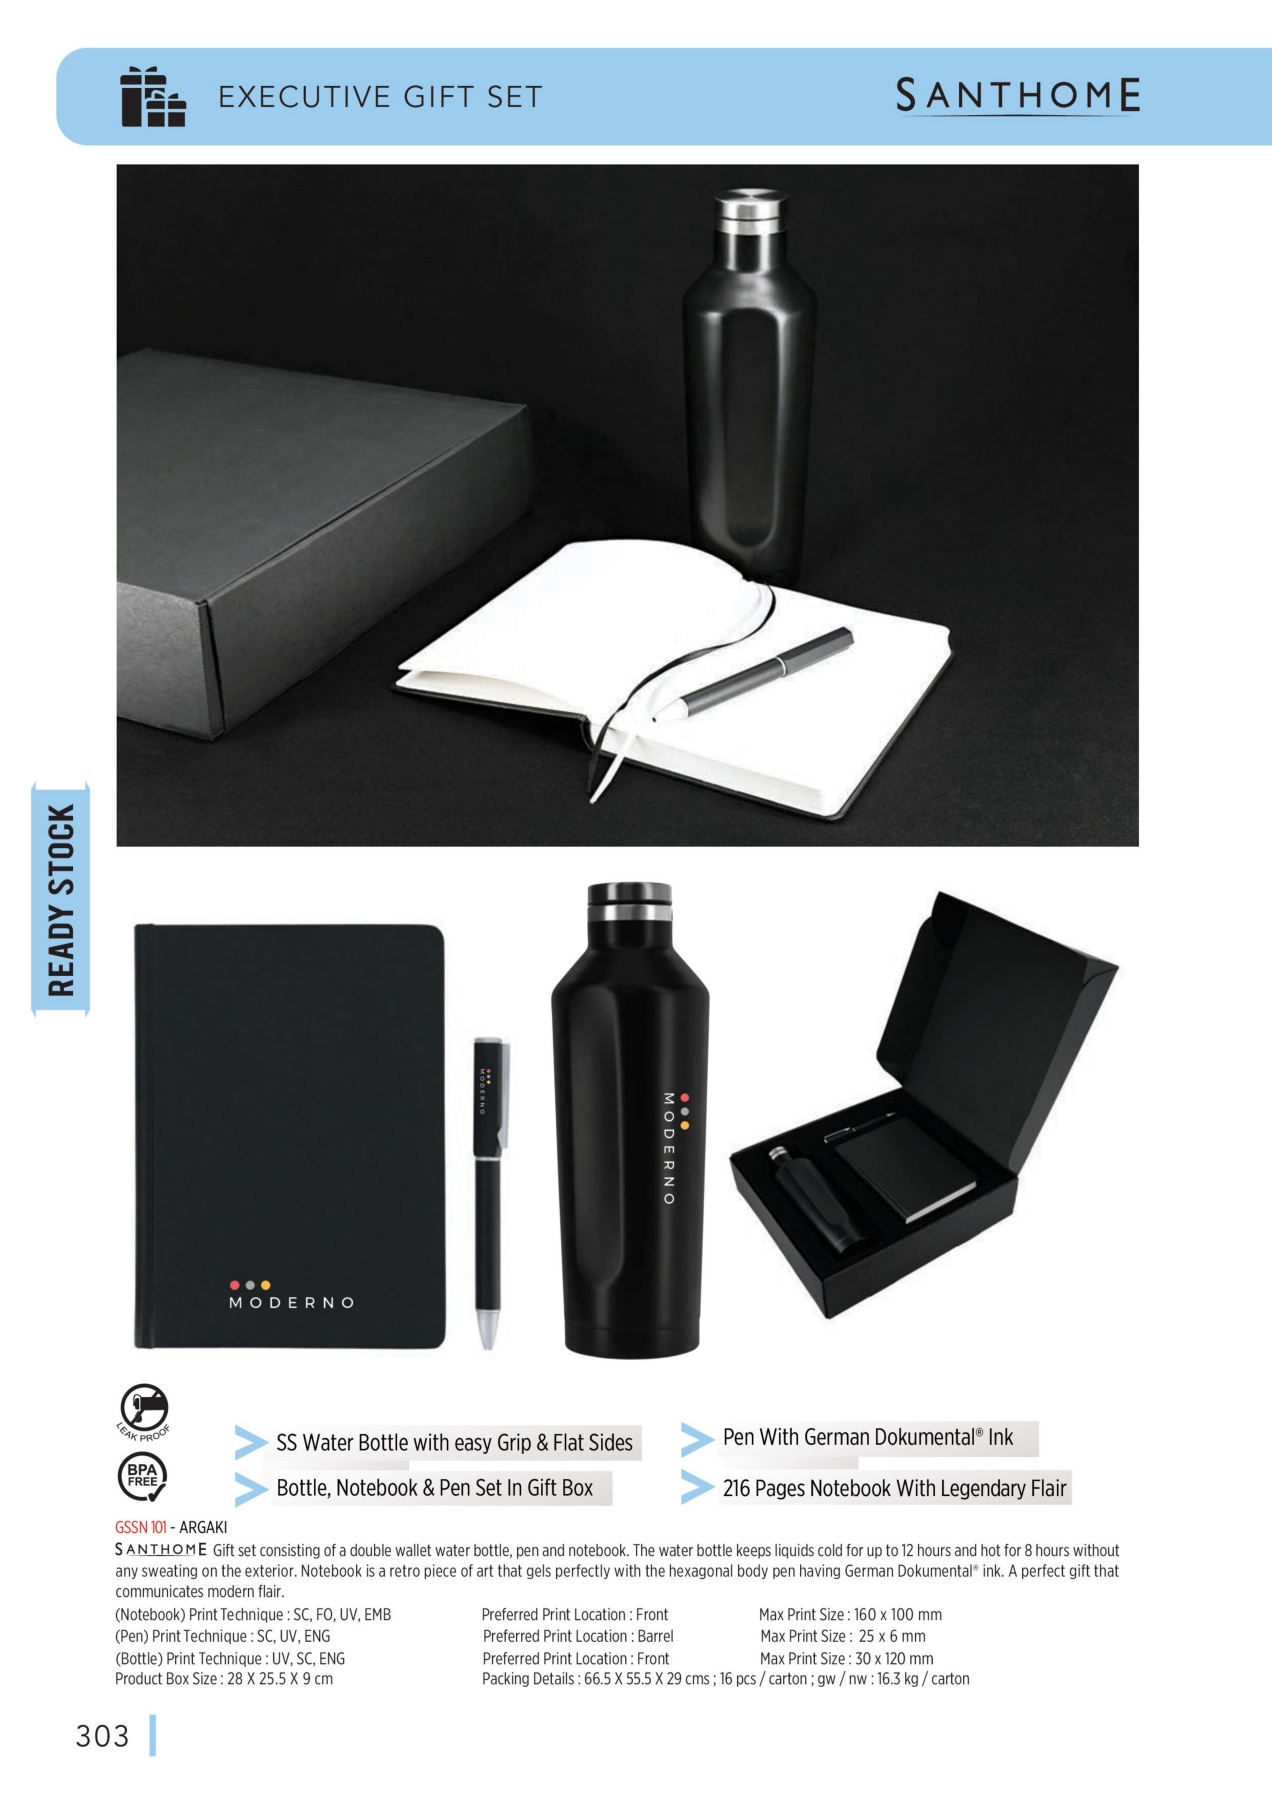 EXECUTIVE GIFT SET
SANTHOME
READY STOCK
MODERNO
MODERNO
MODERNO
LEAK PROOF
BPA
FREE
SS Water Bottle with easy Grip & Flat Sides
Pen With German Dokumental® Ink
Bottle, Notebook & Pen Set In Gift Box
216 Pages Notebook With Legendary Flair
GSSN 101 - ARGAKI
SANTHOME Gift set consisting of a double wallet water bottle, pen and notebook. The water bottle keeps liquids cold for up to 12 hours and hot for 8 hours without
any sweating on the exterior. Notebook is a retro piece of art that gels perfectly with the hexagonal body pen having German Dokumental® ink. A perfect gift that
communicates modern flair.
(Notebook) Print Technique : SC, FO, UV, EMB Preferred Print Location : Front Max Print Size : 160 x 100 mm
(Pen) Print Technique : SC, UV, ENG Preferred Print Location : Barrel Max Print Size : 25 x 6 mm
(Bottle) Print Technique : UV, SC, ENG Preferred Print Location : Front Max Print Size : 30 x 120 mm
Product Box Size : 28 X 25.5 X 9 cm Packing Details : 66.5 X 55.5 X 29 cms ; 16 pcs / carton ; gw / nw : 16.3 kg / carton
303